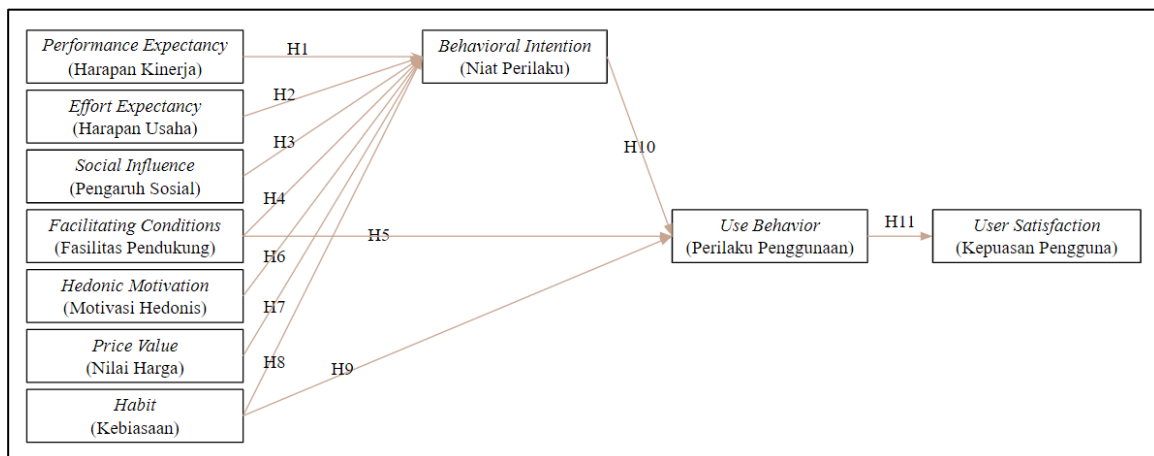 Performance Expectancy
(Harapan Kinerja)
H1
Behavioral Intention
(Niat Perilaku)
Effort Expectancy
(Harapan Usaha)
H2
Social Influence
(Pengaruh Sosial)
H3
H10
Facilitating Conditions
(Fasilitas Pendukung)
H4
H5
Use Behavior
(Perilaku Penggunaan)
H11
User Satisfaction
(Kepuasan Pengguna)
H6
Hedonic Motivation
(Motivasi Hedonis)
H7
Price Value
(Nilai Harga)
H8
H9
Habit
(Kebiasaan)